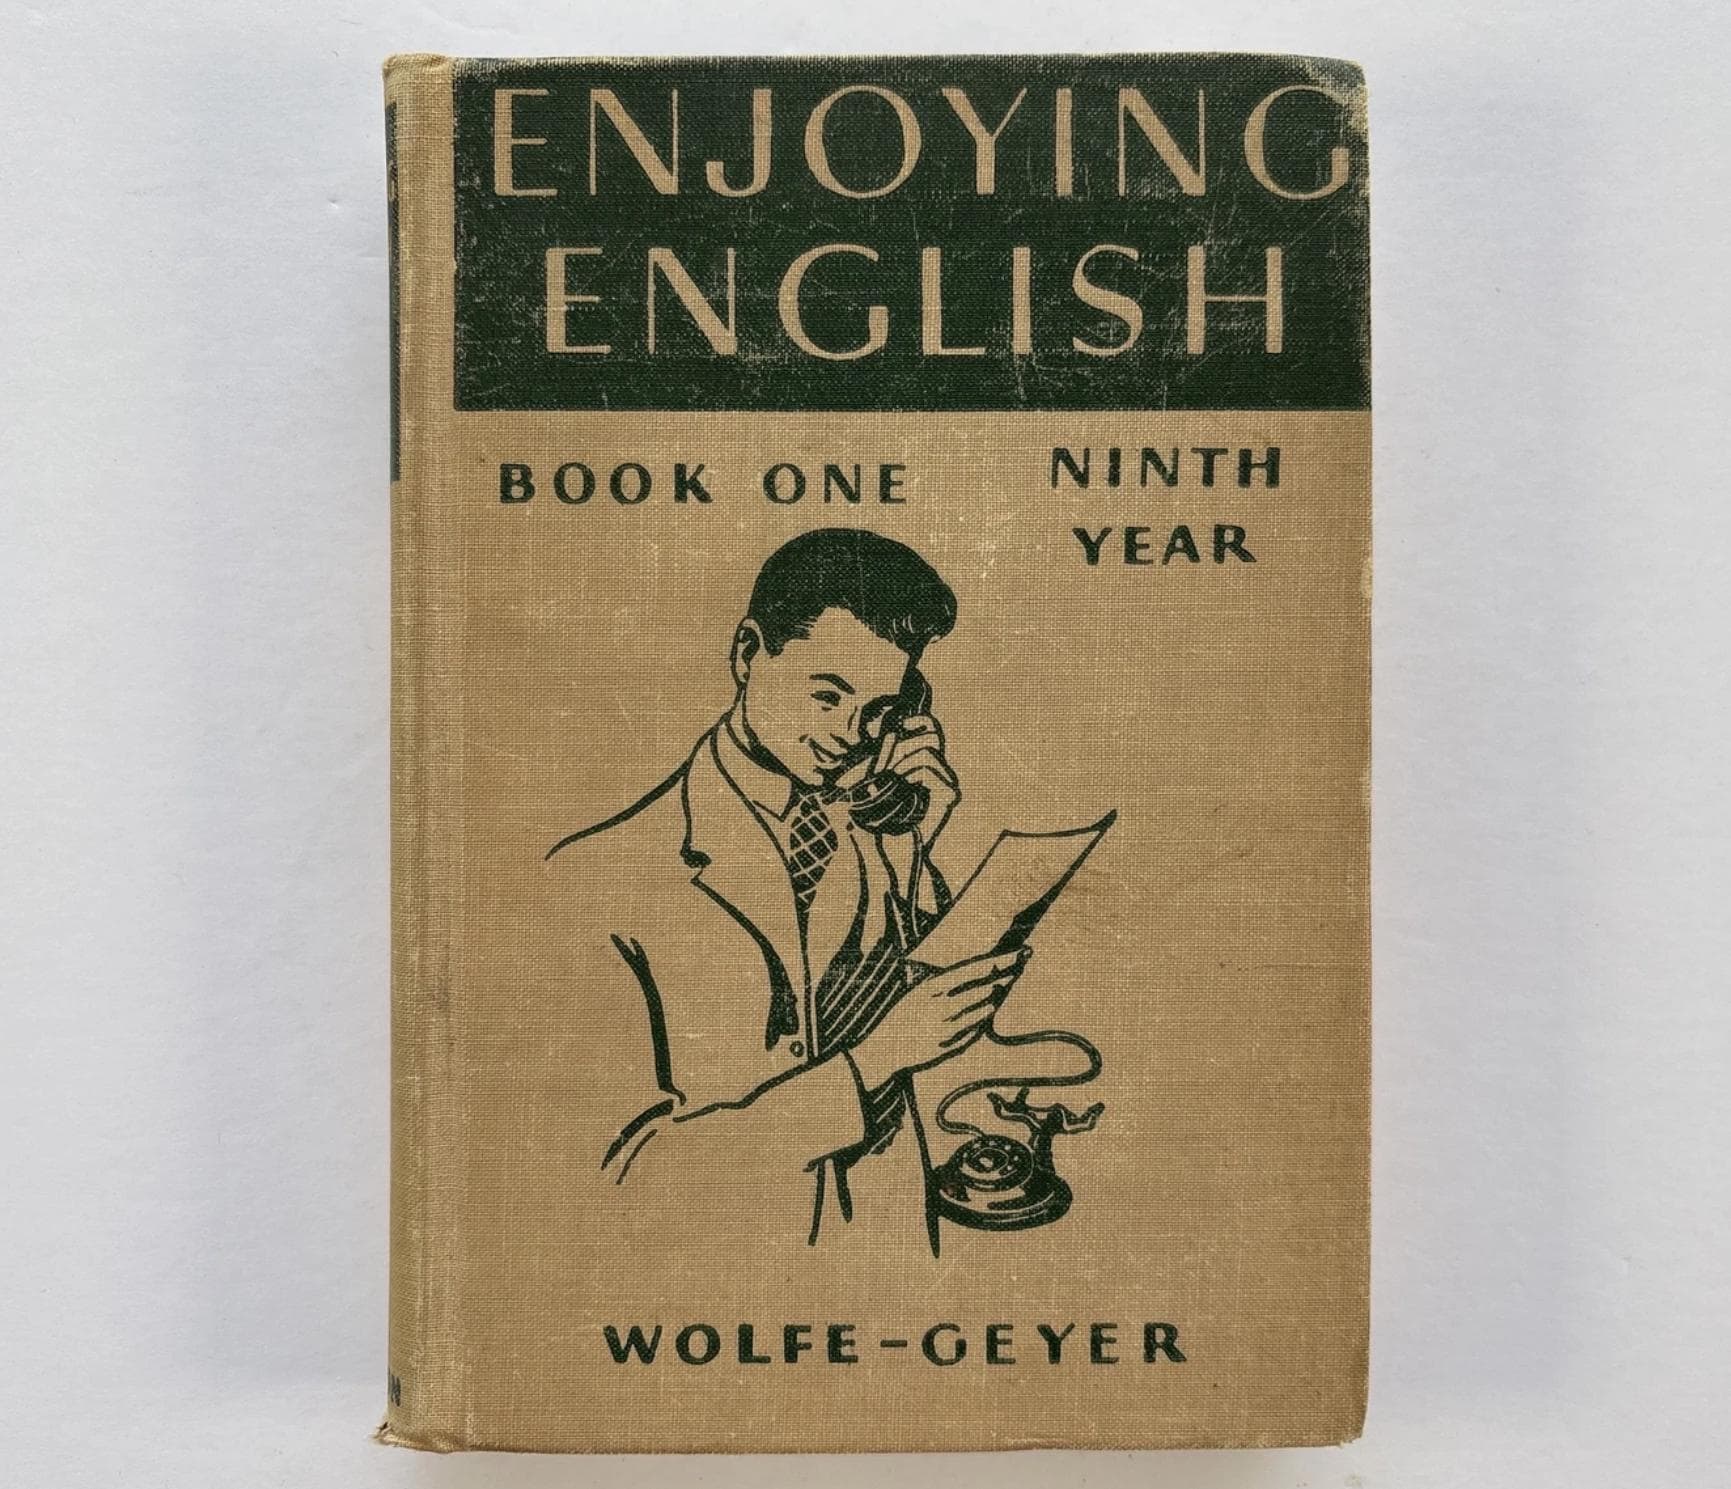 ENJOYING
ENGLISH
BOOK ONE
NINTH
YEAR
WOLFE-GEYER